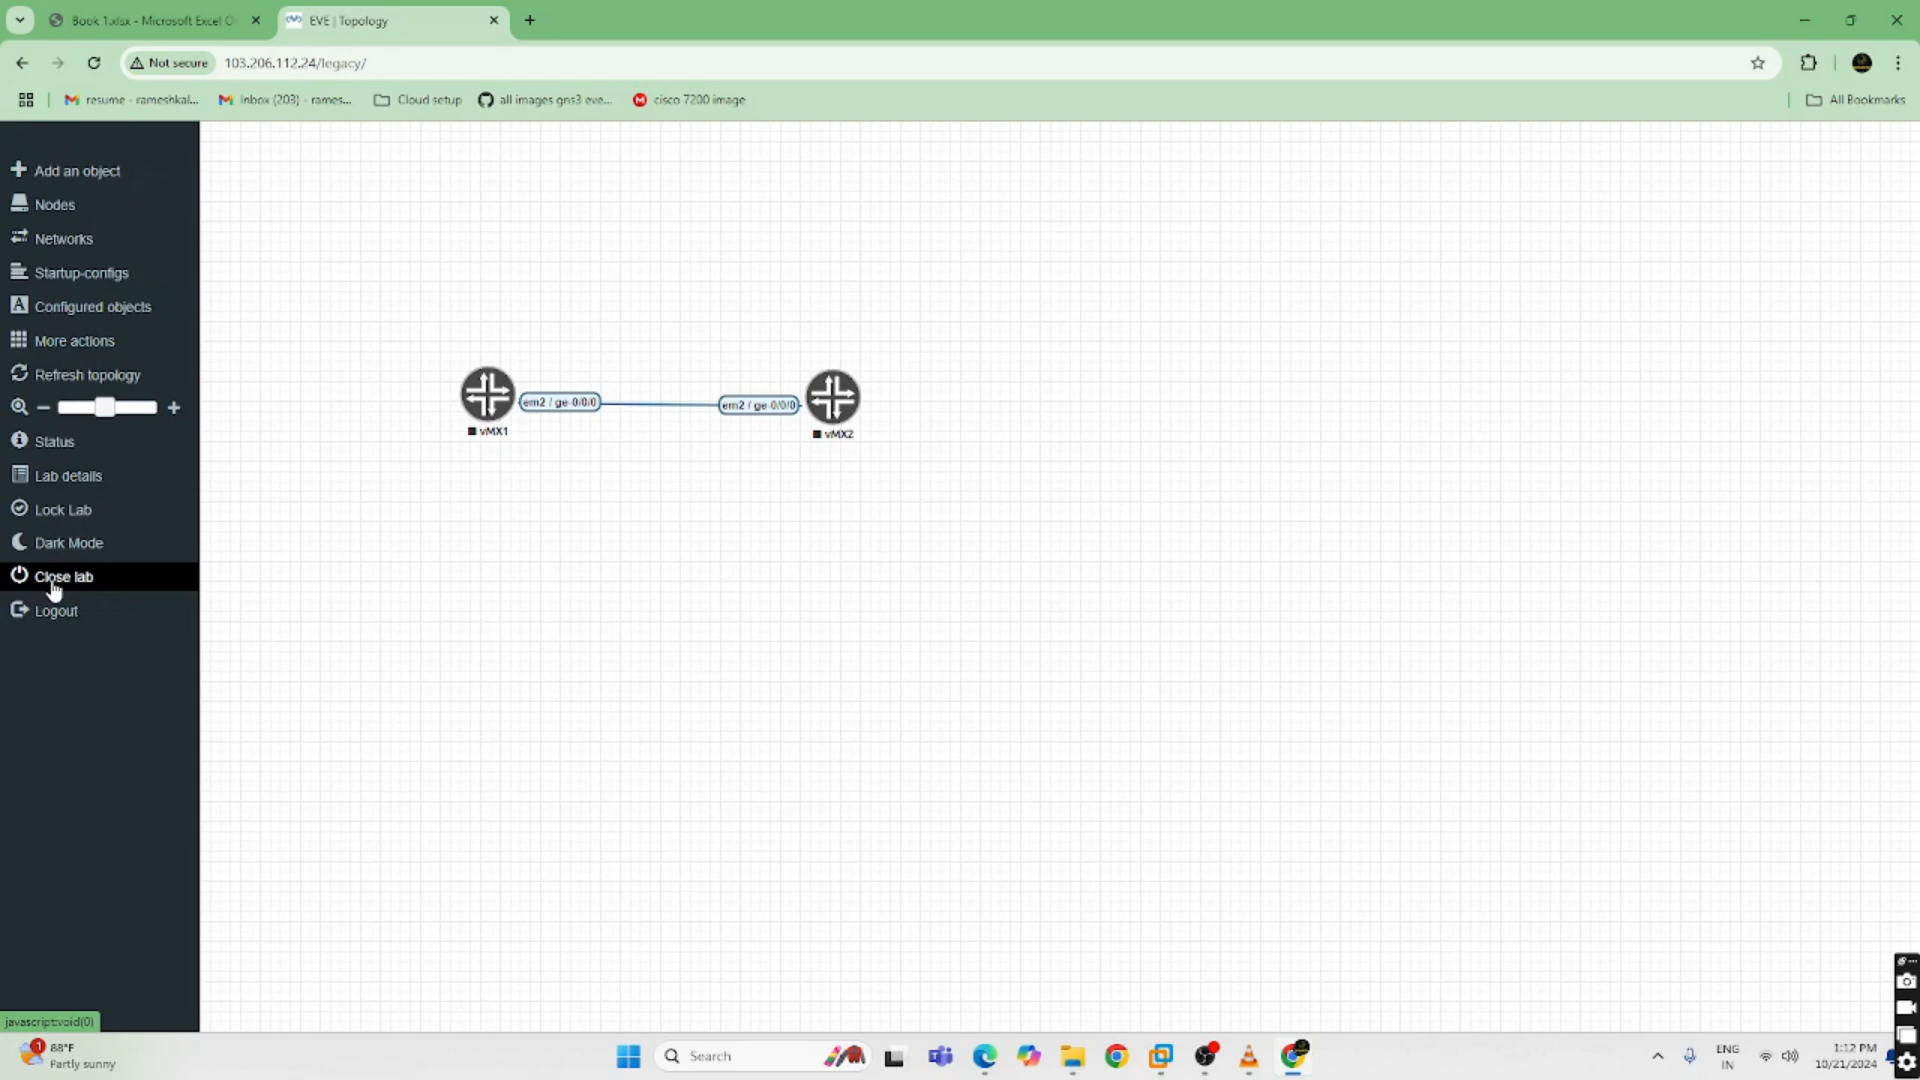 Book 1.xlsx - Microsoft Excel O
EVE | Topology
Not secure
103.206.112.24/legacy/
resume - rameshkal...
Inbox (203) - rames...
Cloud setup
all images gns3 eve...
cisco 7200 image
All Bookmarks
Add an object
Nodes
Networks
Startup-configs
Configured objects
More actions
Refresh topology
Status
Lab details
Lock Lab
Dark Mode
Close lab
Logout
em2 / ge-0/0/0
em2 / ge-0/0/0
vMX1
vMX2
javascript:void(0)
1
88°F
Partly sunny
Search
ENG
IN
1:12 PM
10/21/2024